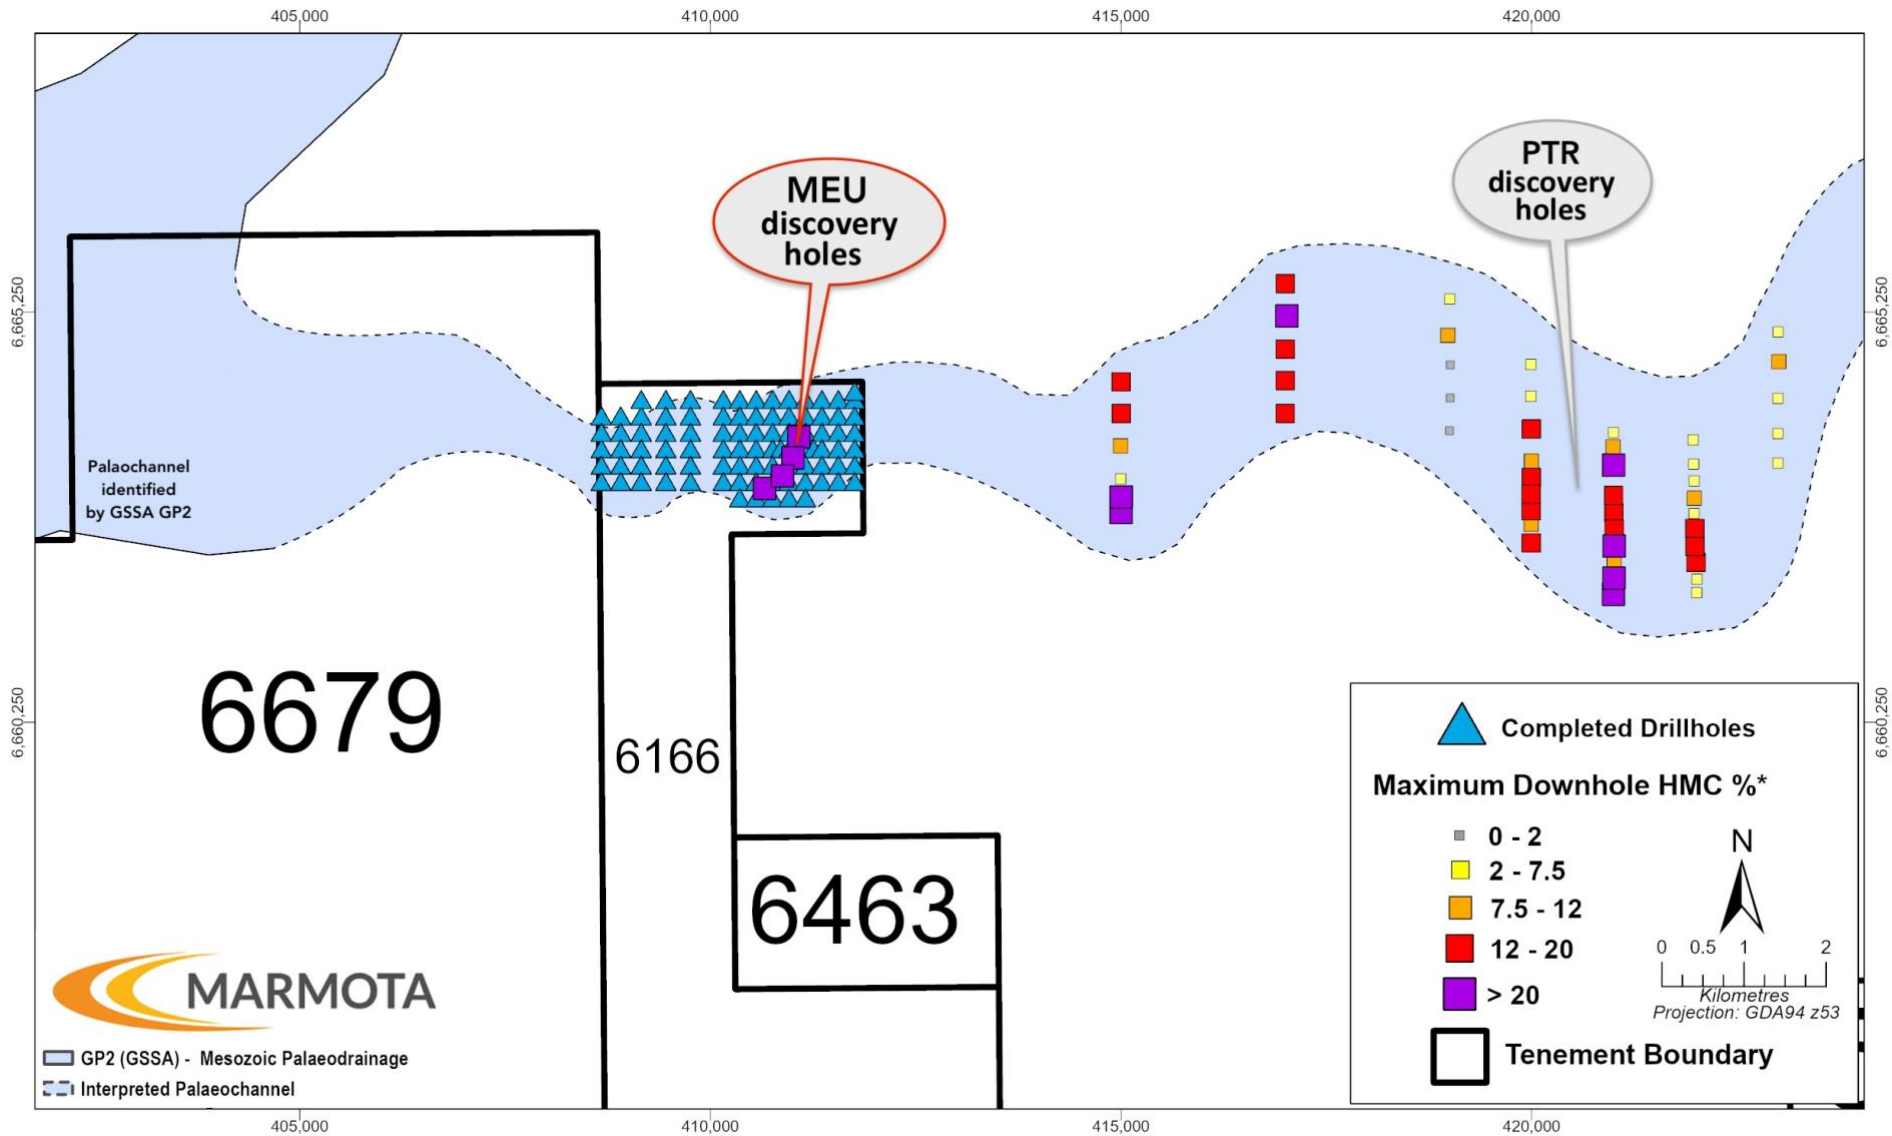 405,000
410,000
415,000
420,000
MEU
discovery
holes
PTR
discovery
holes
6,665,250
6,665,250
Palaochannel
identified
by GSSA GP2
6679
6166
6463
6,660,250
6,660,250
Completed Drillholes
Maximum Downhole HMC %*
0 - 2
2 - 7.5
7.5 - 12
12 - 20
> 20
N
0 0.5 1 2
Kilometres
Projection: GDA94 z53
Tenement Boundary
MARMOTA
GP2 (GSSA) - Mesozoic Palaeodrainage
Interpreted Palaeochannel
405,000
410,000
415,000
420,000